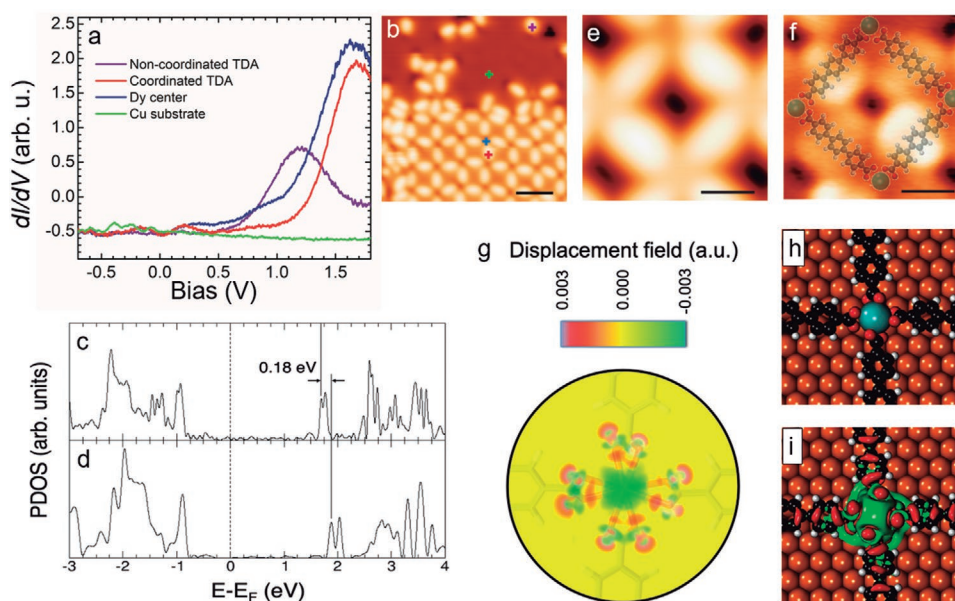 a
Non-coordinated TDA
Coordinated TDA
Dy center
Cu substrate
dI/dV (arb. u.)
2.5
2.0
1.5
1.0
0.5
0.0
-0.5
-0.5
0.0
0.5
1.0
1.5
Bias (V)
b
e
f
c
0.18 eV
d
PDOS (arb. units)
-3
-2
-1
0
1
2
3
4
E-E_F (eV)
g
Displacement field (a.u.)
0.003
0.000
-0.003
h
i